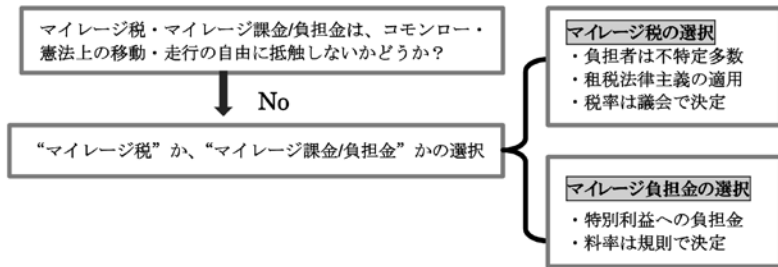 マイレージ税・マイレージ課金/負担金は、コモンロー・
憲法上の移動・走行の自由に抵触しないかどうか?
No
“マイレージ税”か、“マイレージ課金/負担金”かの選択
マイレージ税の選択
・負担者は不特定多数
・租税法律主義の適用
・税率は議会で決定
マイレージ負担金の選択
・特別利益への負担金
・料率は規則で決定